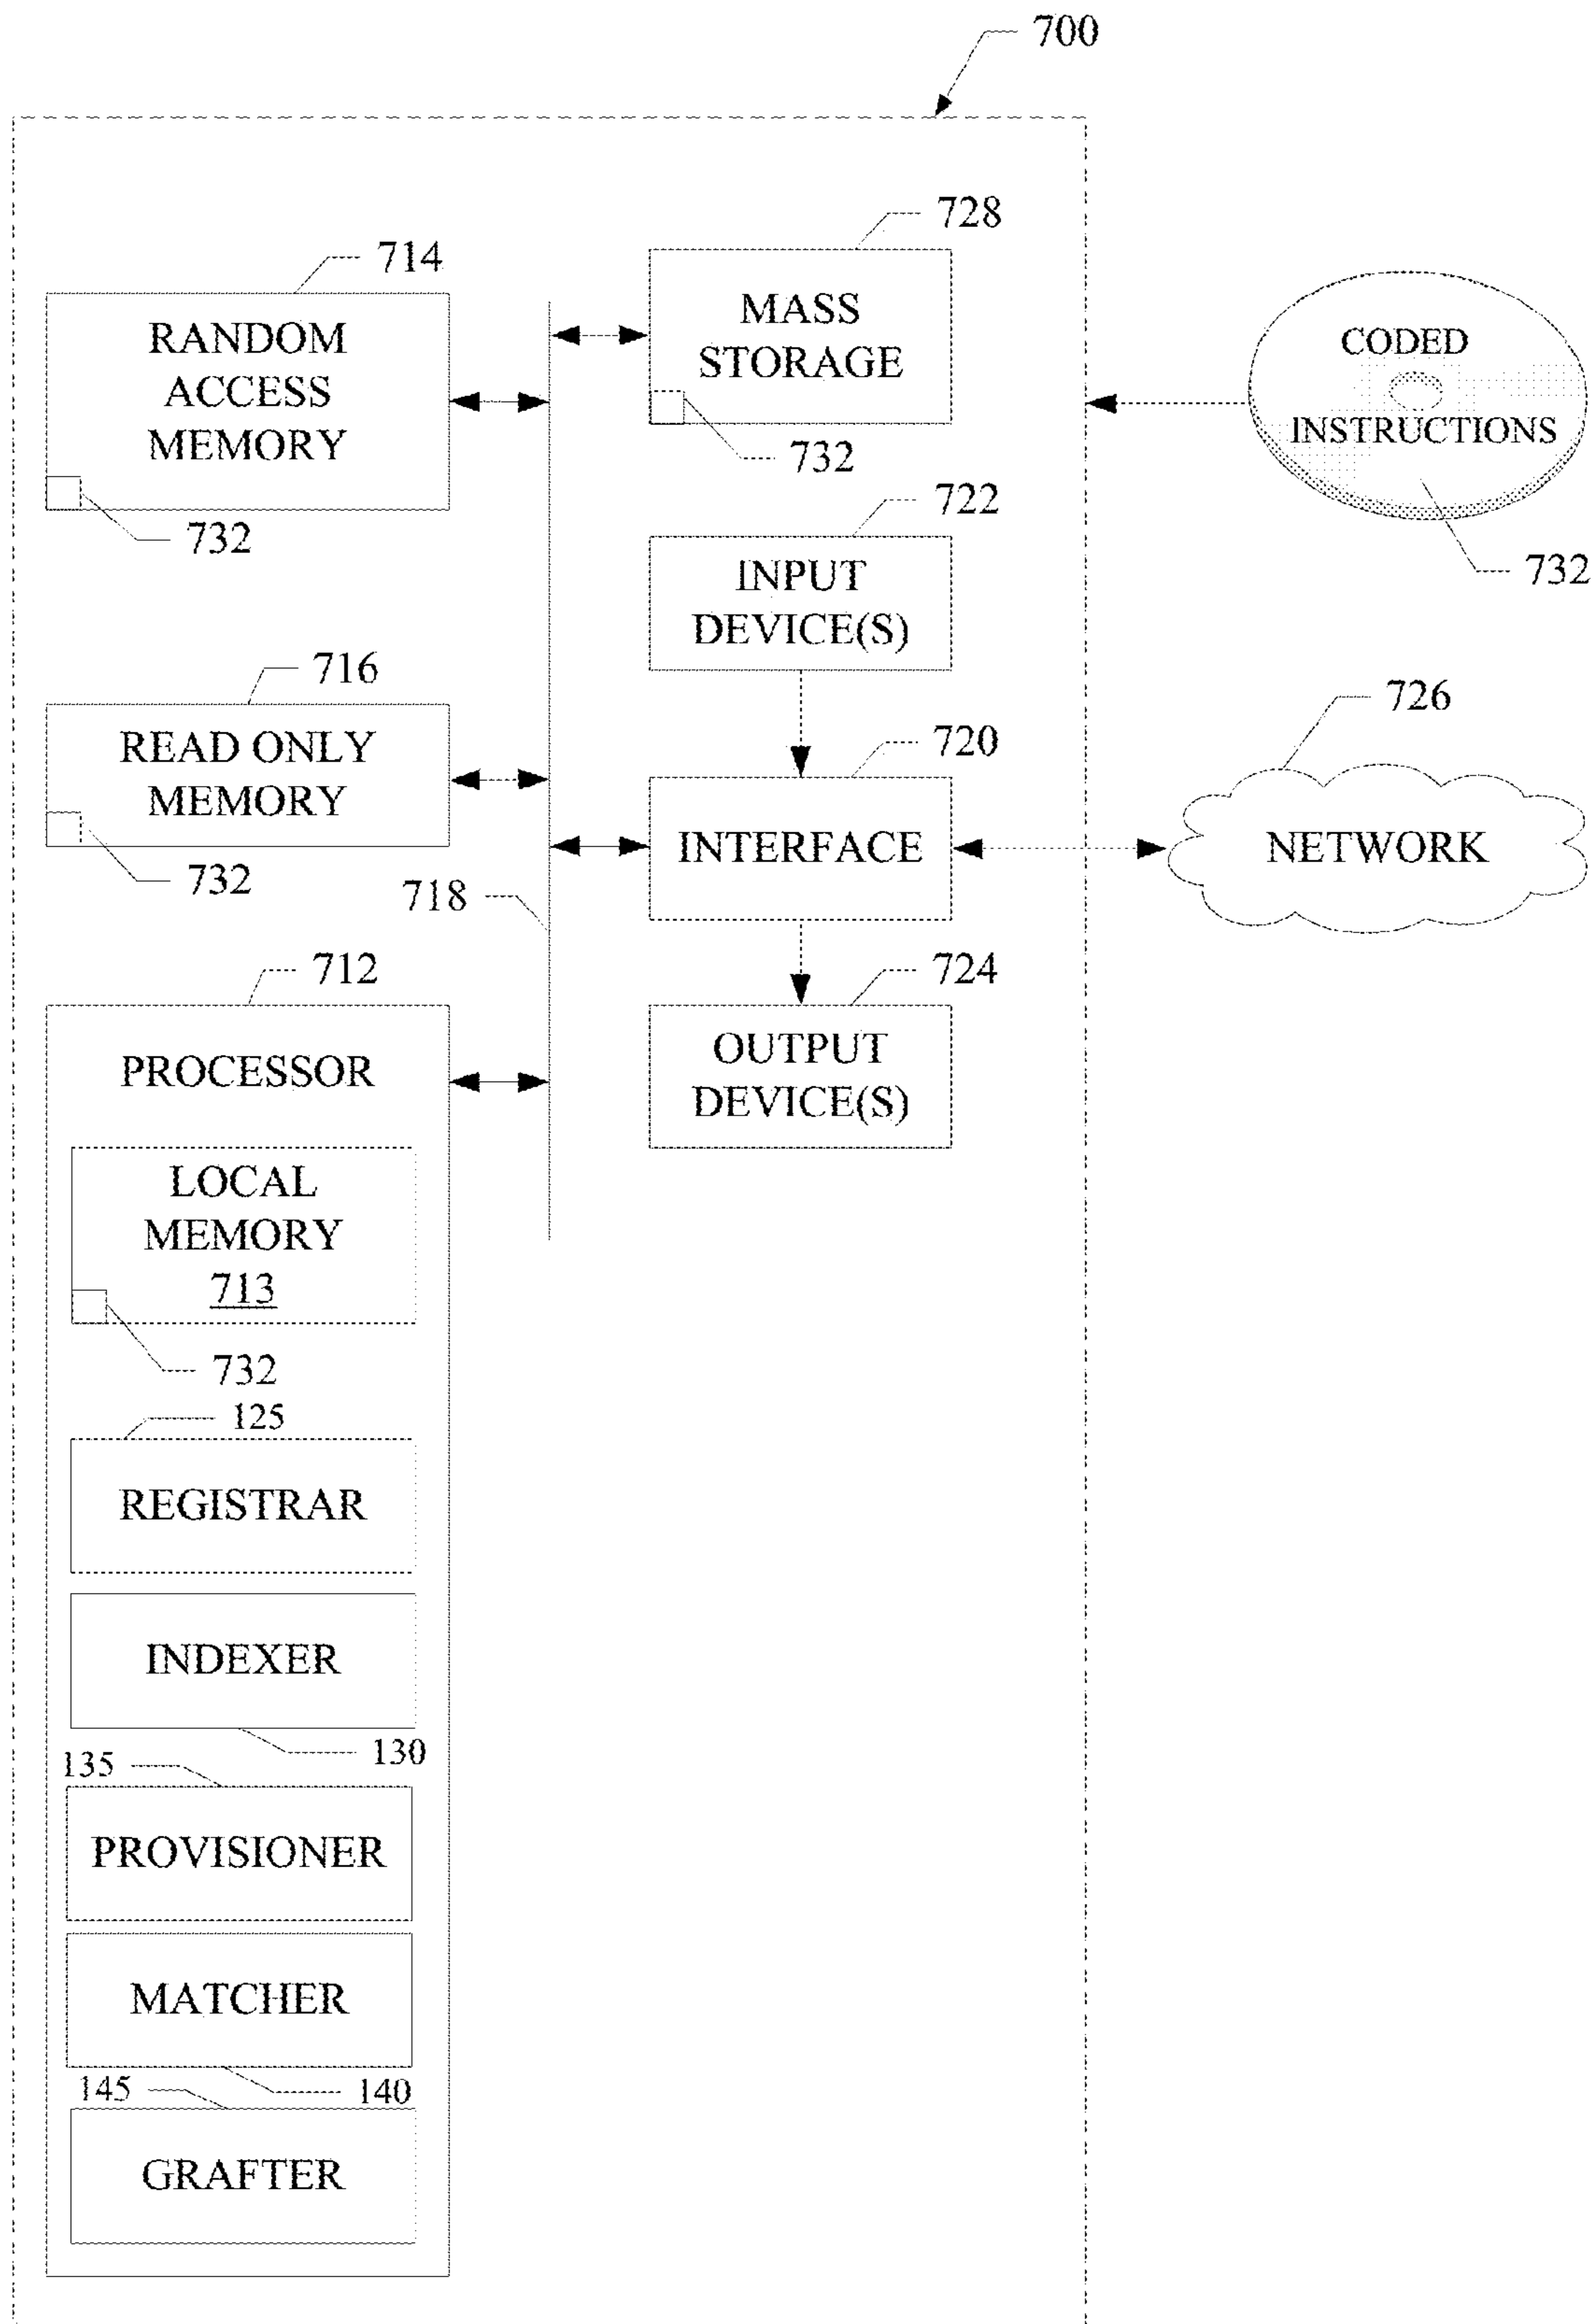 700
728
714
MASS
STORAGE
RANDOM
ACCESS
MEMORY
CODED
INSTRUCTIONS
732
732
732
722
INPUT
DEVICE(S)
716
READ ONLY
MEMORY
732
726
720
INTERFACE
NETWORK
718
712
724
PROCESSOR
OUTPUT
DEVICE(S)
LOCAL
MEMORY
713
732
125
REGISTRAR
INDEXER
130
135
PROVISIONER
MATCHER
140
145
GRAFTER